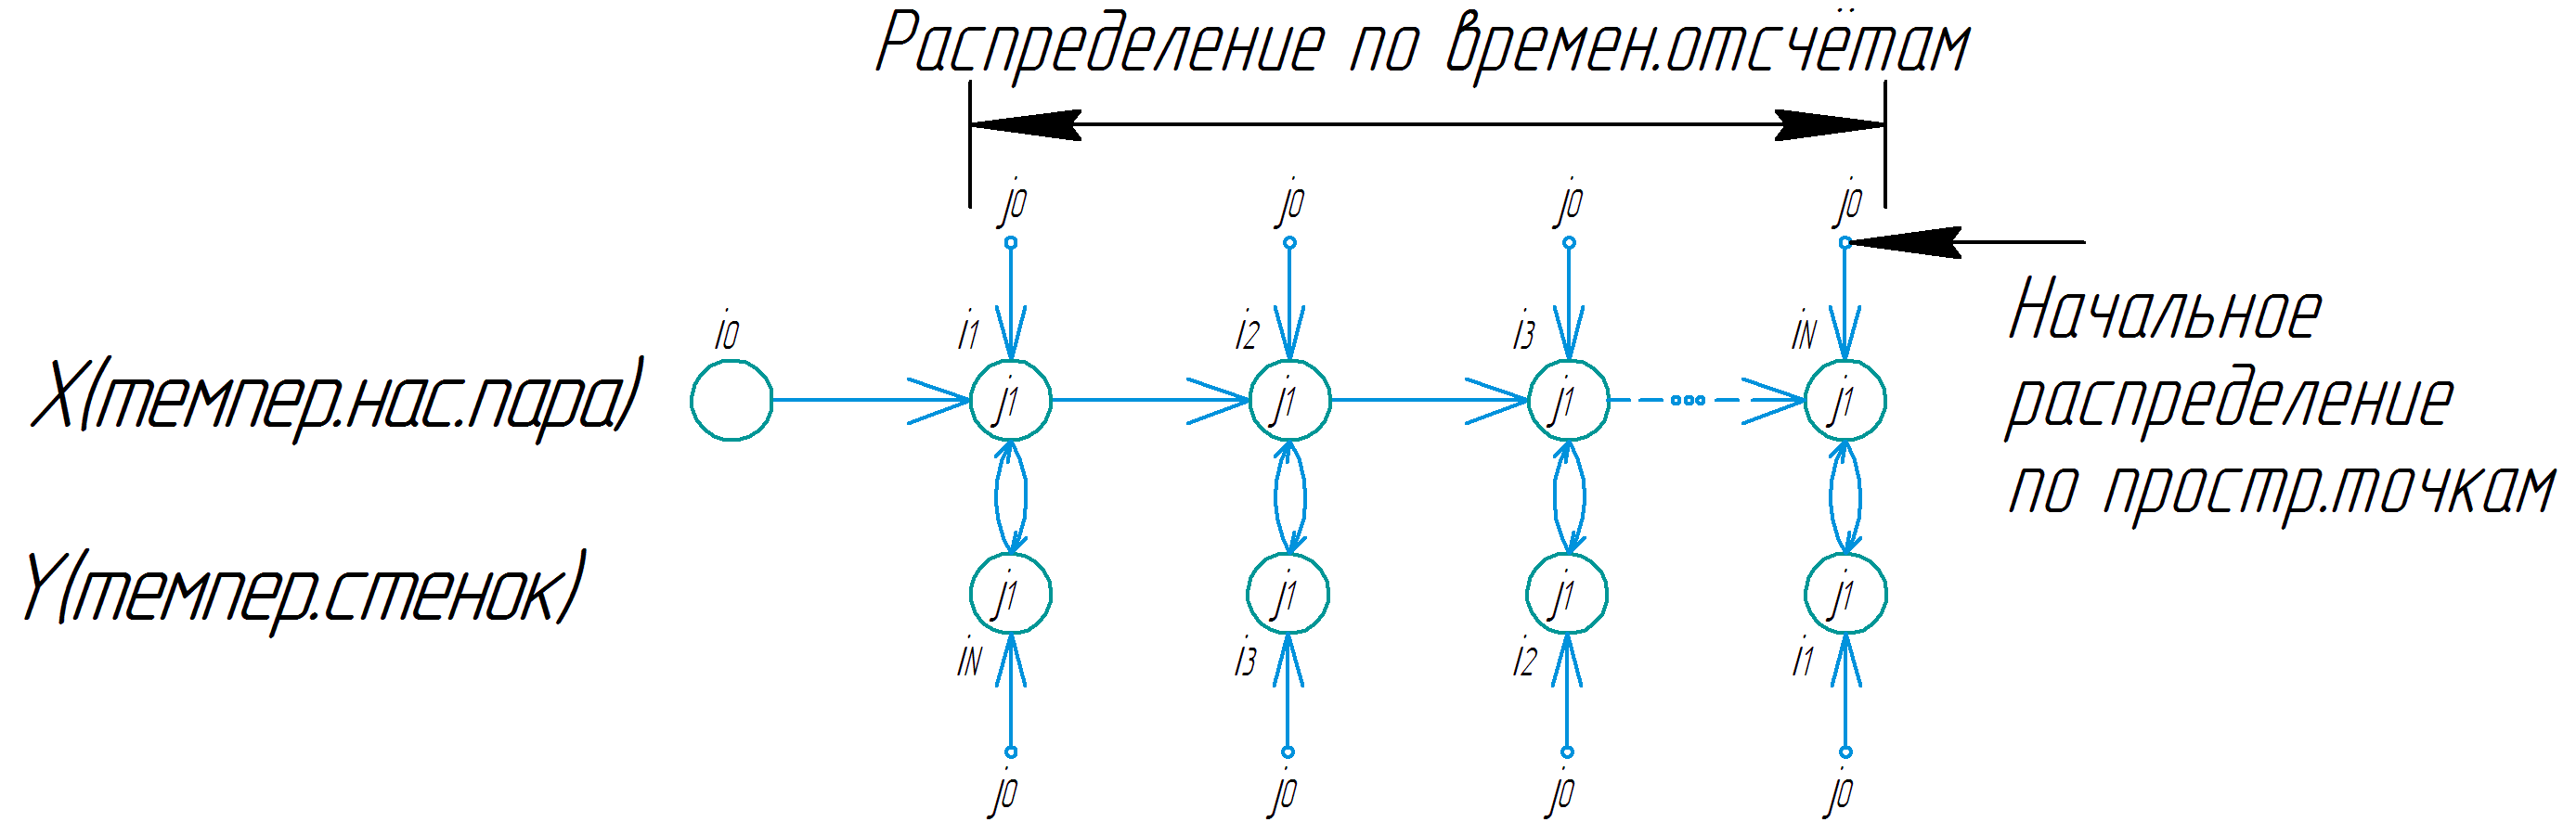 Распределение по времен.отсчётам
j0 j0 j0 j0
i0 i1 i2 i3 iN
Начальное
распределение
по простр.точкам
X(темпер.нас.пара)
j1 j1 j1 j1
Y(темпер.стенок)
j1 j1 j1 j1
iN i3 i2 i1
j0 j0 j0 j0